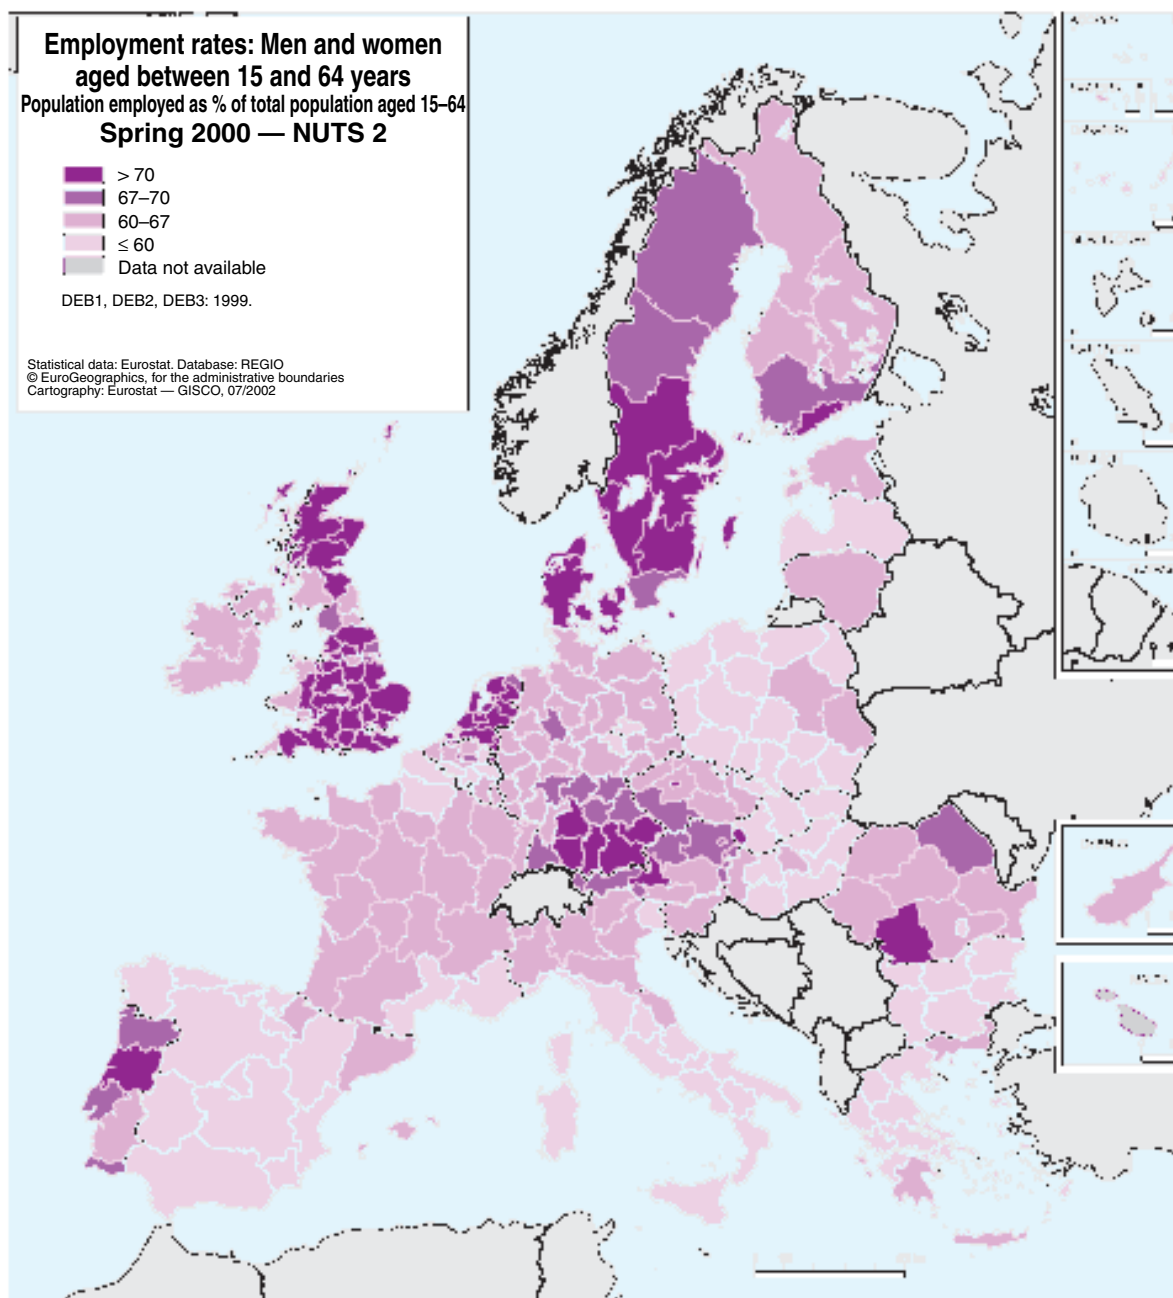 Employment rates: Men and women
aged between 15 and 64 years
Population employed as % of total population aged 15–64
Spring 2000 — NUTS 2
> 70
67–70
60–67
≤ 60
Data not available
DEB1, DEB2, DEB3: 1999.
Statistical data: Eurostat. Database: REGIO
© EuroGeographics, for the administrative boundaries
Cartography: Eurostat — GISCO, 07/2002